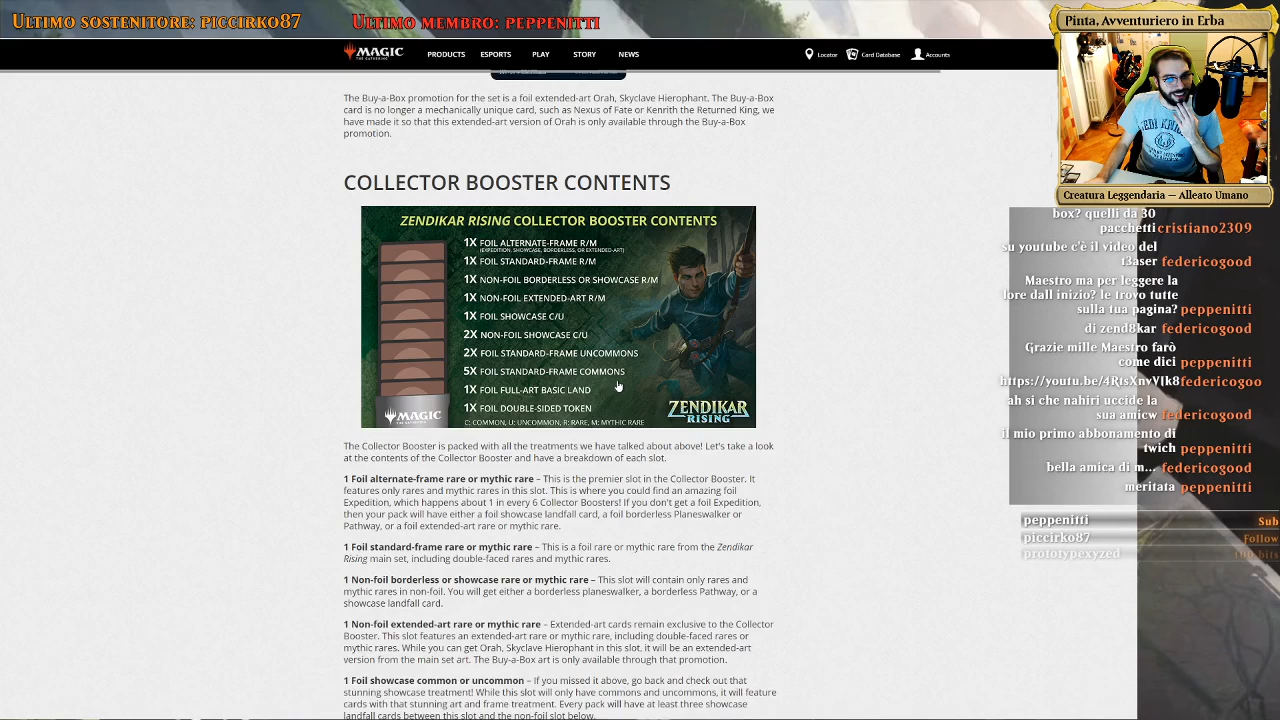 Ultimo sostenitore: piccirko87
Ultimo membro: peppenitti
Pinta, Avventuriero in Erba
MAGIC
THE GATHERING
PRODUCTS
ESPORTS
PLAY
STORY
NEWS
Locator
Card Database
Accounts
The Buy-a-Box promotion for the set is a foil extended-art Orah, Skyclave Hierophant. The Buy-a-Box
card is no longer a mechanically unique card, such as Nexus of Fate or Kenrith the Returned King, we
have made it so that this extended-art version of Orah is only available through the Buy-a-Box
promotion.
COLLECTOR BOOSTER CONTENTS
ZENDIKAR RISING COLLECTOR BOOSTER CONTENTS
1X FOIL ALTERNATE-FRAME R/M
(EXPEDITION, SHOWCASE, BORDERLESS, OR EXTENDED-ART)
1X FOIL STANDARD-FRAME R/M
1X NON-FOIL BORDERLESS OR SHOWCASE R/M
1X NON-FOIL EXTENDED-ART R/M
1X FOIL SHOWCASE C/U
2X NON-FOIL SHOWCASE C/U
2X FOIL STANDARD-FRAME UNCOMMONS
5X FOIL STANDARD-FRAME COMMONS
1X FOIL FULL-ART BASIC LAND
1X FOIL DOUBLE-SIDED TOKEN
C: COMMON, U: UNCOMMON, R: RARE, M: MYTHIC RARE
MAGIC
ZENDIKAR
RISING
The Collector Booster is packed with all the treatments we have talked about above! Let's take a look
at the contents of the Collector Booster and have a breakdown of each slot.
1 Foil alternate-frame rare or mythic rare – This is the premier slot in the Collector Booster. It
features only rares and mythic rares in this slot. This is where you could find an amazing foil
Expedition, which happens about 1 in every 6 Collector Boosters! If you don't get a foil Expedition,
then your pack will have either a foil showcase landfall card, a foil borderless Planeswalker or
Pathway, or a foil extended-art rare or mythic rare.
1 Foil standard-frame rare or mythic rare – This is a foil rare or mythic rare from the Zendikar
Rising main set, including double-faced rares and mythic rares.
1 Non-foil borderless or showcase rare or mythic rare – This slot will contain only rares and
mythic rares in non-foil. You will get either a borderless planeswalker, a borderless Pathway, or a
showcase landfall card.
1 Non-foil extended-art rare or mythic rare – Extended-art cards remain exclusive to the Collector
Booster. This slot features an extended-art rare or mythic rare, including double-faced rares or
mythic rares. While you can get Orah, Skyclave Hierophant in this slot, it will be an extended-art
version from the main set art. The Buy-a-Box art is only available through that promotion.
1 Foil showcase common or uncommon – If you missed it above, go back and check out that
stunning showcase treatment! While this slot will only have commons and uncommons, it will feature
cards with that stunning art and frame treatment. Every pack will have at least three showcase
landfall cards between this slot and the non-foil slot below.
JEDI KNIGHT
Creatura Leggendaria — Alleato Umano
box? quelli da 30
pacchetti cristiano2309
su youtube c'è il video del
t3aser federicogood
Maestro ma per leggere la
lore dall inizio? le trovo tutte
sulla tua pagina? peppenitti
di zend8kar federicogood
Grazie mille Maestro farò
come dici peppenitti
federicogoo
ah si che nahiri uccide la
sua amicw federicogood
il mio primo abbonamento di
twich peppenitti
bella amica di m... federicogood
meritata peppenitti
peppenitti Sub
piccirko87 Follow
prototypexyzed 100 bits